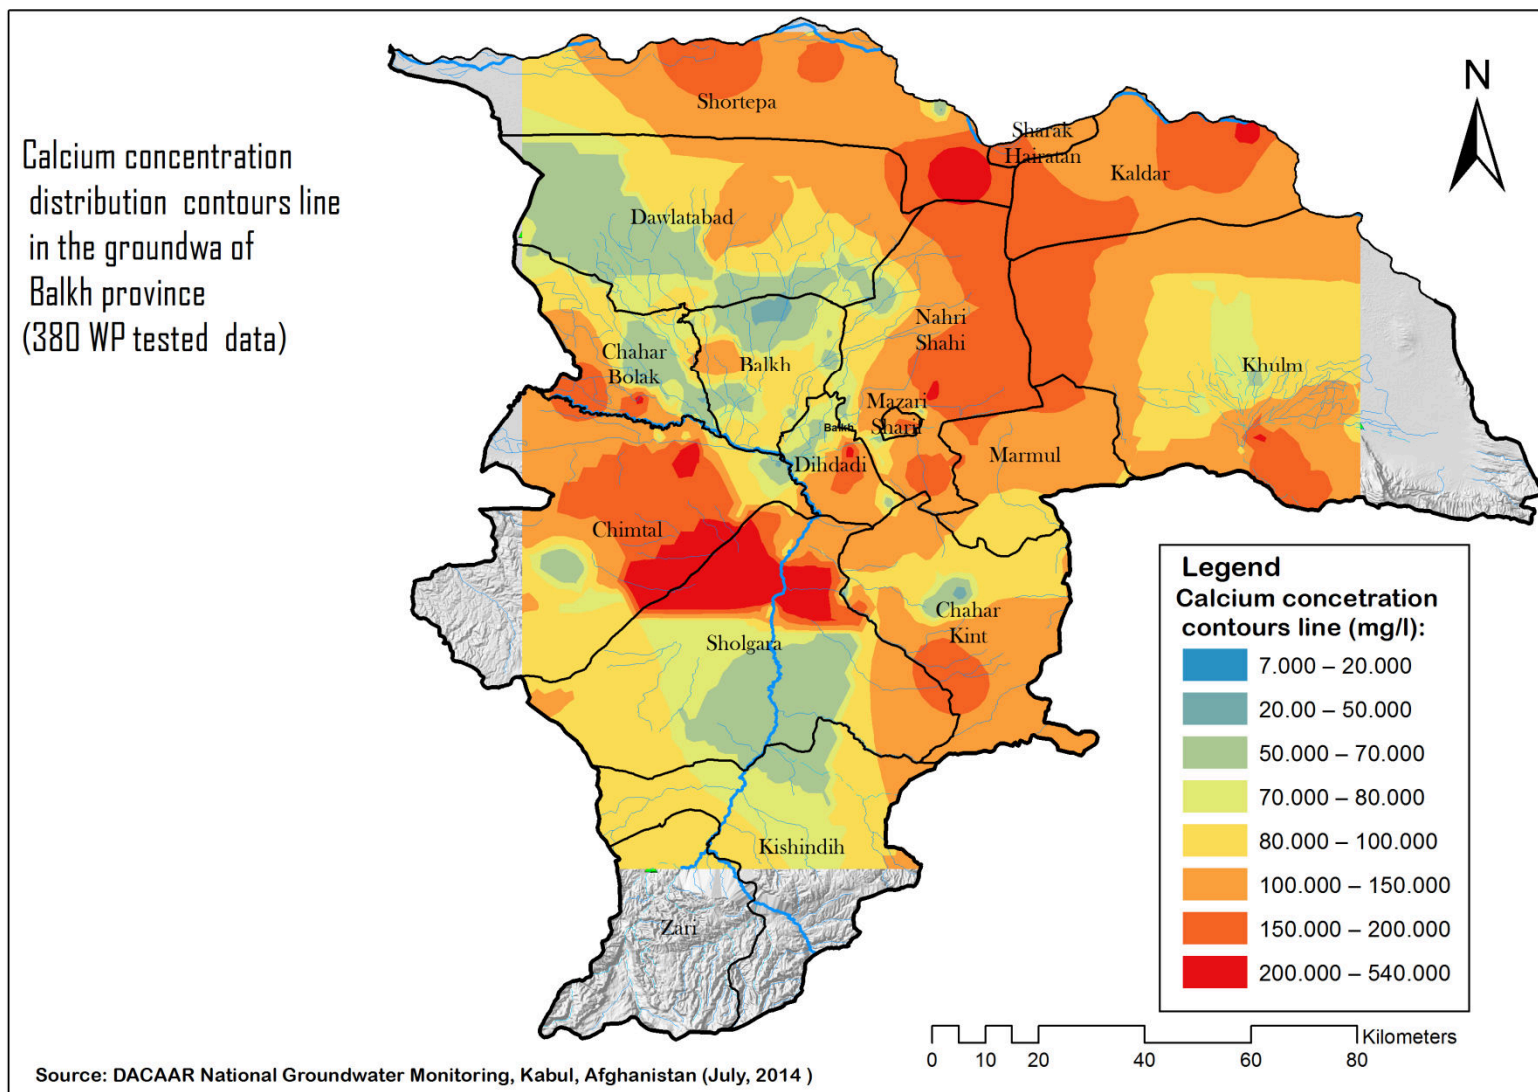 Calcium concentration
distribution contours line
in the groundwa of
Balkh province
(380 WP tested data)
N
Shortepa
Sharak
Hairatan
Kaldar
Dawlatabad
Nahri
Shahi
Chahar
Bolak
Balkh
Khulm
Mazari
Sharif
Balkh
Dihdadi
Marmul
Chimtal
Chahar
Kint
Sholgara
Kishindih
Zari
Legend
Calcium concetration
contours line (mg/l):
7.000 – 20.000
20.00 – 50.000
50.000 – 70.000
70.000 – 80.000
80.000 – 100.000
100.000 – 150.000
150.000 – 200.000
200.000 – 540.000
Kilometers
0 10 20 40 60 80
Source: DACAAR National Groundwater Monitoring, Kabul, Afghanistan (July, 2014 )